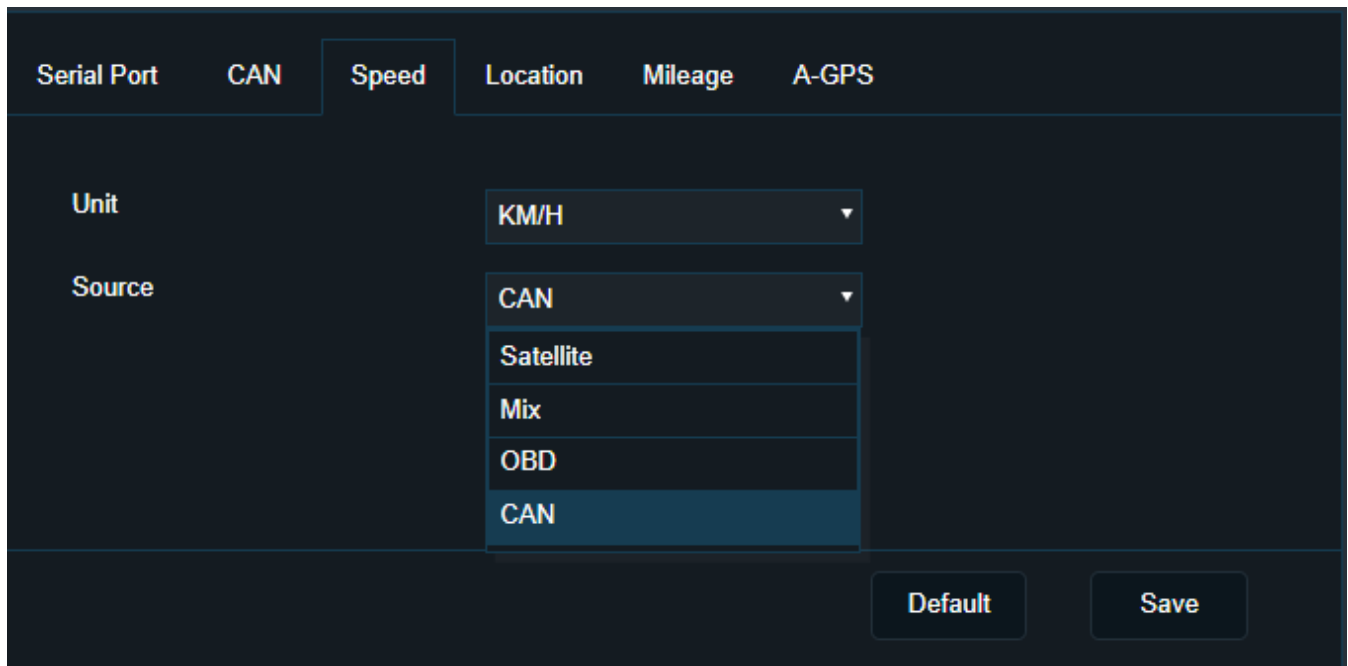 Serial Port CAN Speed Location Mileage A-GPS
Unit KM/H
Source CAN
Satellite
Mix
OBD
CAN
Default Save